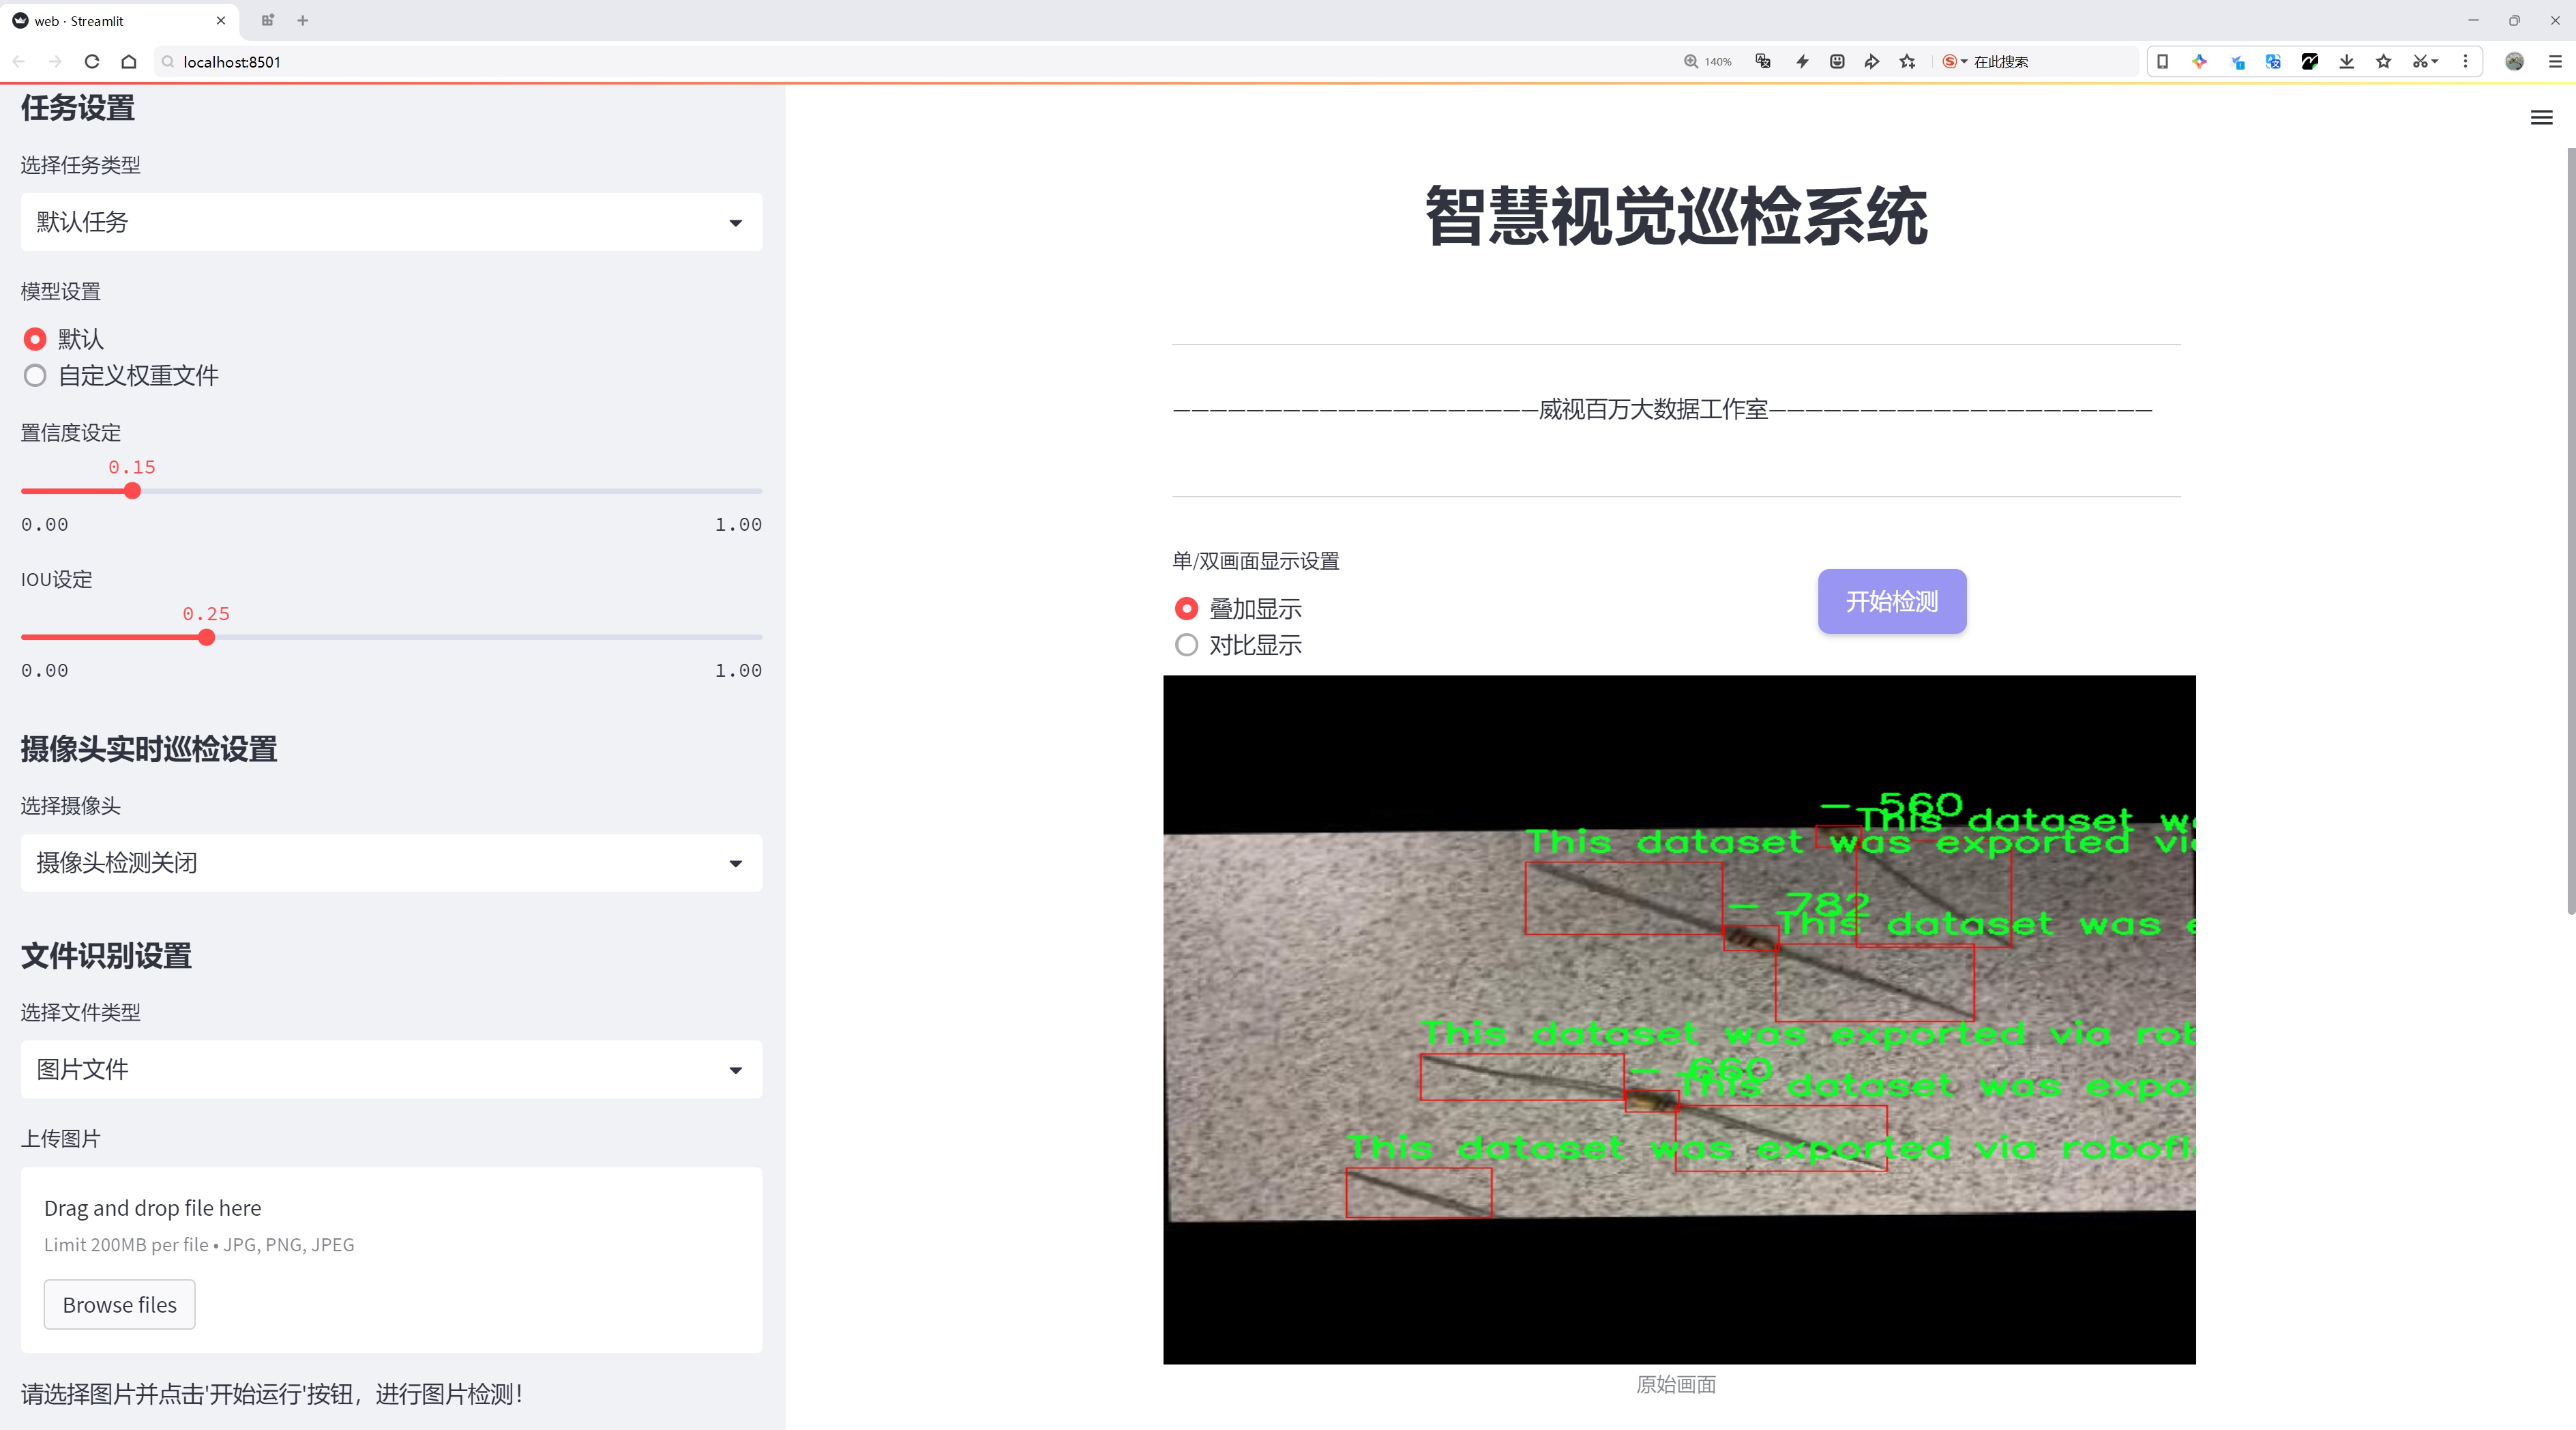 web · Streamlit
localhost:8501
140%
在此搜索
任务设置
选择任务类型
默认任务
模型设置
默认
自定义权重文件
置信度设定
0.15
0.00 1.00
IOU设定
0.25
0.00 1.00
摄像头实时巡检设置
选择摄像头
摄像头检测关闭
文件识别设置
选择文件类型
图片文件
上传图片
Drag and drop file here
Limit 200MB per file • JPG, PNG, JPEG
Browse files
请选择图片并点击'开始运行'按钮，进行图片检测！
智慧视觉巡检系统
————————————————————威视百万大数据工作室—————————————————————
单/双画面显示设置
叠加显示
对比显示
开始检测
— 560
This dataset w
This dataset was exported vi
— 782
This dataset was e
This dataset was exported via rob
— 660
This dataset was expo
This dataset was exported via robofl
原始画面